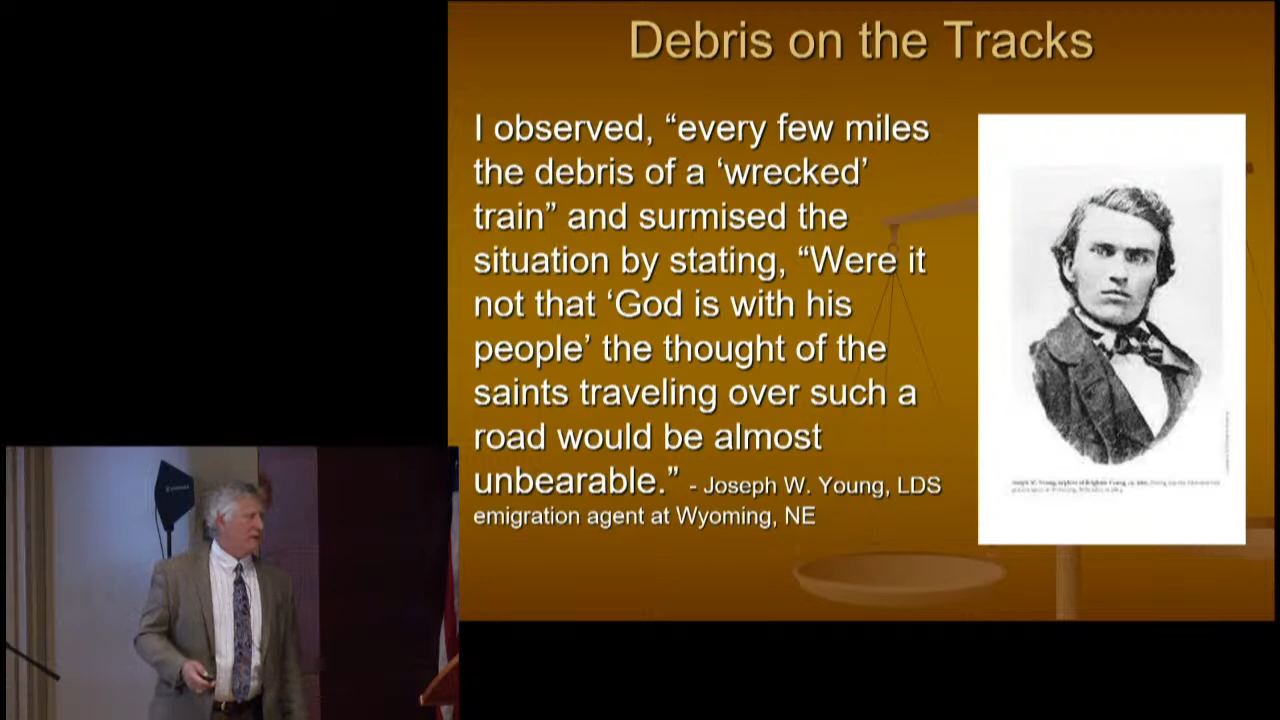 Debris on the Tracks
I observed, “every few miles
the debris of a ‘wrecked’
train” and surmised the
situation by stating, “Were it
not that ‘God is with his
people’ the thought of the
saints traveling over such a
road would be almost
unbearable.” - Joseph W. Young, LDS
emigration agent at Wyoming, NE